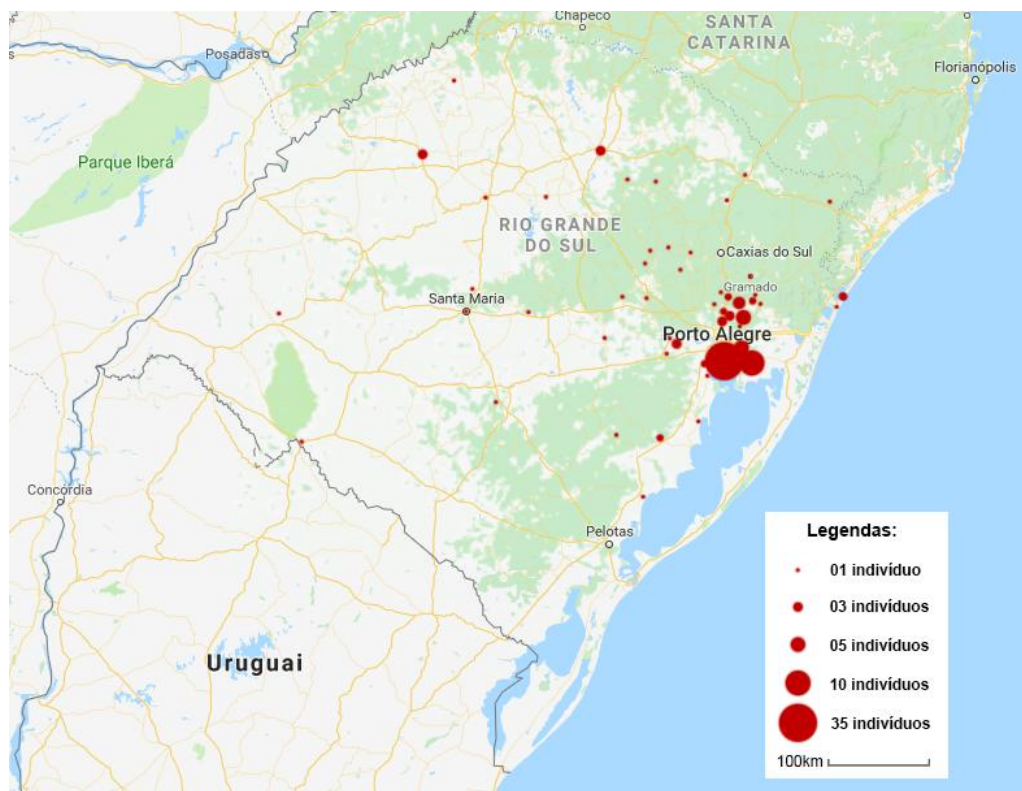 Chapeco
SANTA
CATARINA
Posadas
Florianópolis
Parque Iberá
RIO GRANDE
DO SUL
Caxias do Sul
Gramado
Santa Maria
Porto Alegre
Concórdia
Pelotas
Uruguai
Legendas:
01 indivíduo
03 indivíduos
05 indivíduos
10 indivíduos
35 indivíduos
100km